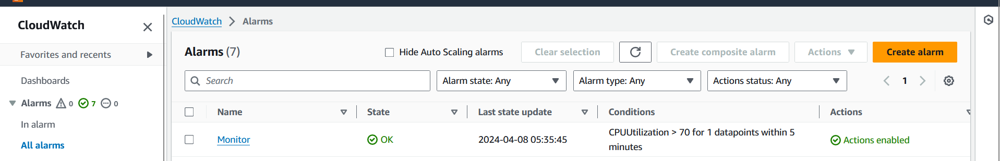 CloudWatch
Favorites and recents
Dashboards
Alarms 0 7 0
In alarm
All alarms
CloudWatch > Alarms
Alarms (7)
Hide Auto Scaling alarms
Clear selection
Create composite alarm
Actions
Create alarm
Search
Alarm state: Any
Alarm type: Any
Actions status: Any
1
Name State Last state update Conditions Actions
Monitor OK 2024-04-08 05:35:45 CPUUtilization > 70 for 1 datapoints within 5
minutes
Actions enabled